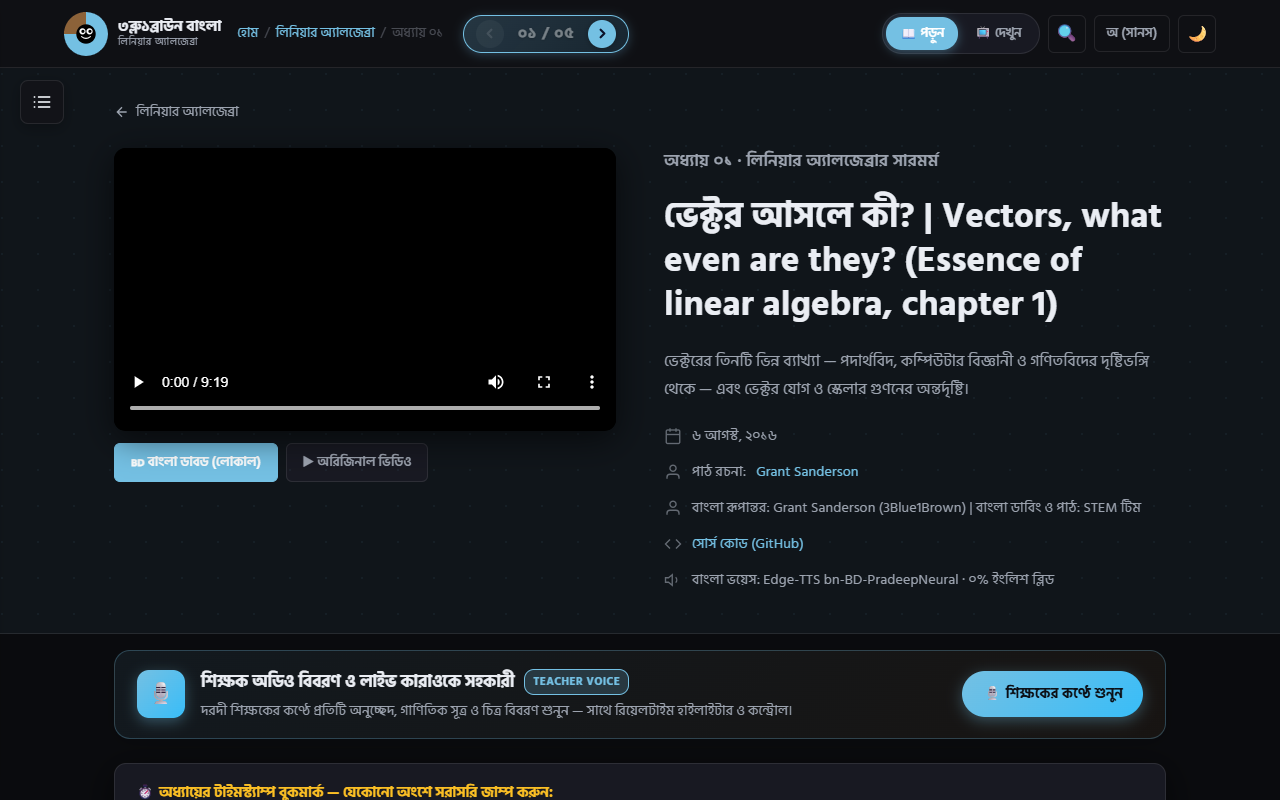 ৩ব্লু১ব্রাউন বাংলা
লিনিয়ার অ্যালজেব্রা
হোম / লিনিয়ার অ্যালজেব্রা / অধ্যায় ০১
০১ / ০৫
পড়ুন
দেখুন
অ (সানস)
← লিনিয়ার অ্যালজেব্রা
0:00 / 9:19
BD বাংলা ডাবড (লোকাল)
▶ অরিজিনাল ভিডিও
অধ্যায় ০১ · লিনিয়ার অ্যালজেব্রার সারমর্ম
ভেক্টর আসলে কী? | Vectors, what
even are they? (Essence of
linear algebra, chapter 1)
ভেক্টরের তিনটি ভিন্ন ব্যাখ্যা — পদার্থবিদ, কম্পিউটার বিজ্ঞানী ও গণিতবিদের দৃষ্টিভঙ্গি
থেকে — এবং ভেক্টর যোগ ও স্কেলার গুণনের অন্তর্দৃষ্টি।
৬ আগস্ট, ২০১৬
পাঠ রচনা: Grant Sanderson
বাংলা রুপান্তর: Grant Sanderson (3Blue1Brown) | বাংলা ডাবিং ও পাঠ: STEM টিম
সোর্স কোড (GitHub)
বাংলা ভয়েস: Edge-TTS bn-BD-PradeepNeural · ০% ইংলিশ ব্লিড
শিক্ষক অডিও বিবরণ ও লাইভ কারাওকে সহকারী TEACHER VOICE
দরদী শিক্ষকের কণ্ঠে প্রতিটি অনুচ্ছেদ, গাণিতিক সূত্র ও চিত্র বিবরণ শুনুন — সাথে রিয়েলটাইম হাইলাইটার ও কন্ট্রোল।
শিক্ষকের কণ্ঠে শুনুন
অধ্যায়ের টাইমস্ট্যাম্প বুকমার্ক — যেকোনো অংশে সরাসরি জাম্প করুন: